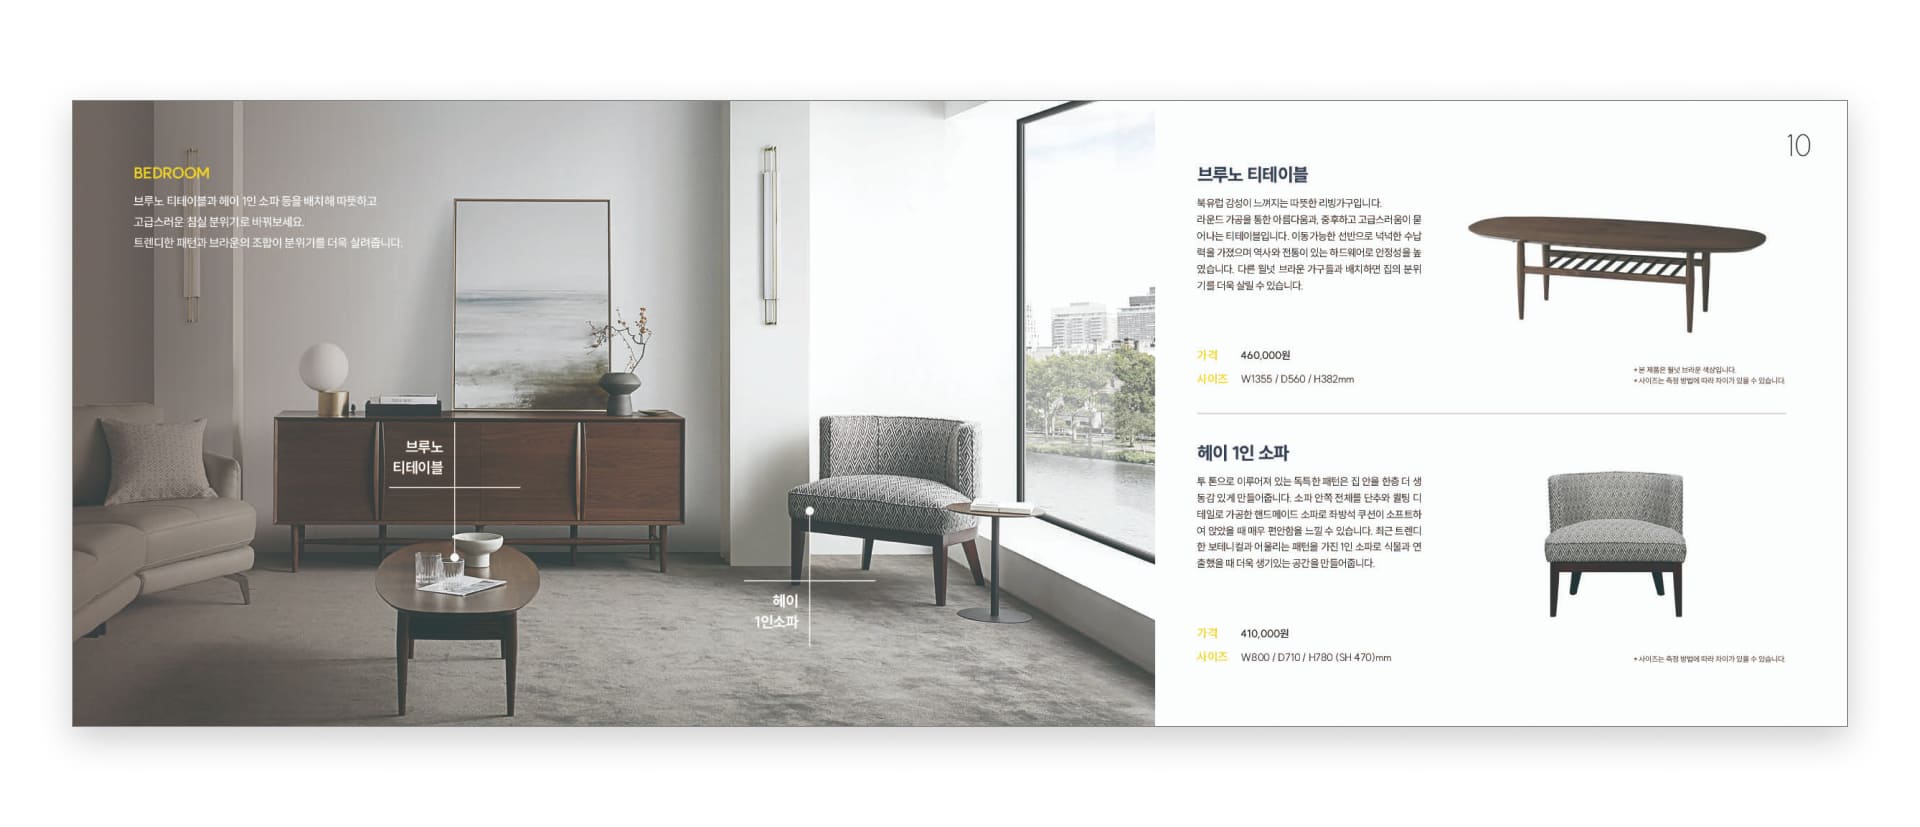 BEDROOM
브루노 티테이블과 헤이 1인 소파 등을 배치해 따뜻하고
고급스러운 침실 분위기로 바꿔보세요.
트렌디한 패턴과 브라운의 조합이 분위기를 더욱 살려줍니다.
브루노
티테이블
헤이
1인소파
10
브루노 티테이블
북유럽 감성이 느껴지는 따뜻한 리빙가구입니다.
라운드 가공을 통한 아름다움과, 중후하고 고급스러움이 묻
어나는 티테이블입니다. 이동가능한 선반으로 넉넉한 수납
력을 가졌으며 역사와 전통이 있는 하드웨어로 안정성을 높
였습니다. 다른 월넛 브라운 가구들과 배치하면 집의 분위
기를 더욱 살릴 수 있습니다.
가격 460,000원
사이즈 W1355 / D560 / H382mm
* 본 제품은 월넛 브라운 색상입니다.
* 사이즈는 측정 방법에 따라 차이가 있을 수 있습니다.
헤이 1인 소파
투 톤으로 이루어져 있는 독특한 패턴은 집 안을 한층 더 생
동감 있게 만들어줍니다. 소파 안쪽 전체를 단추와 퀼팅 디
테일로 가공한 핸드메이드 소파로 좌방석 쿠션이 소프트하
여 앉았을 때 매우 편안함을 느낄 수 있습니다. 최근 트렌디
한 보테니컬과 어울리는 패턴을 가진 1인 소파로 식물과 연
출했을 때 더욱 생기있는 공간을 만들어줍니다.
가격 410,000원
사이즈 W800 / D710 / H780 (SH 470)mm
* 사이즈는 측정 방법에 따라 차이가 있을 수 있습니다.